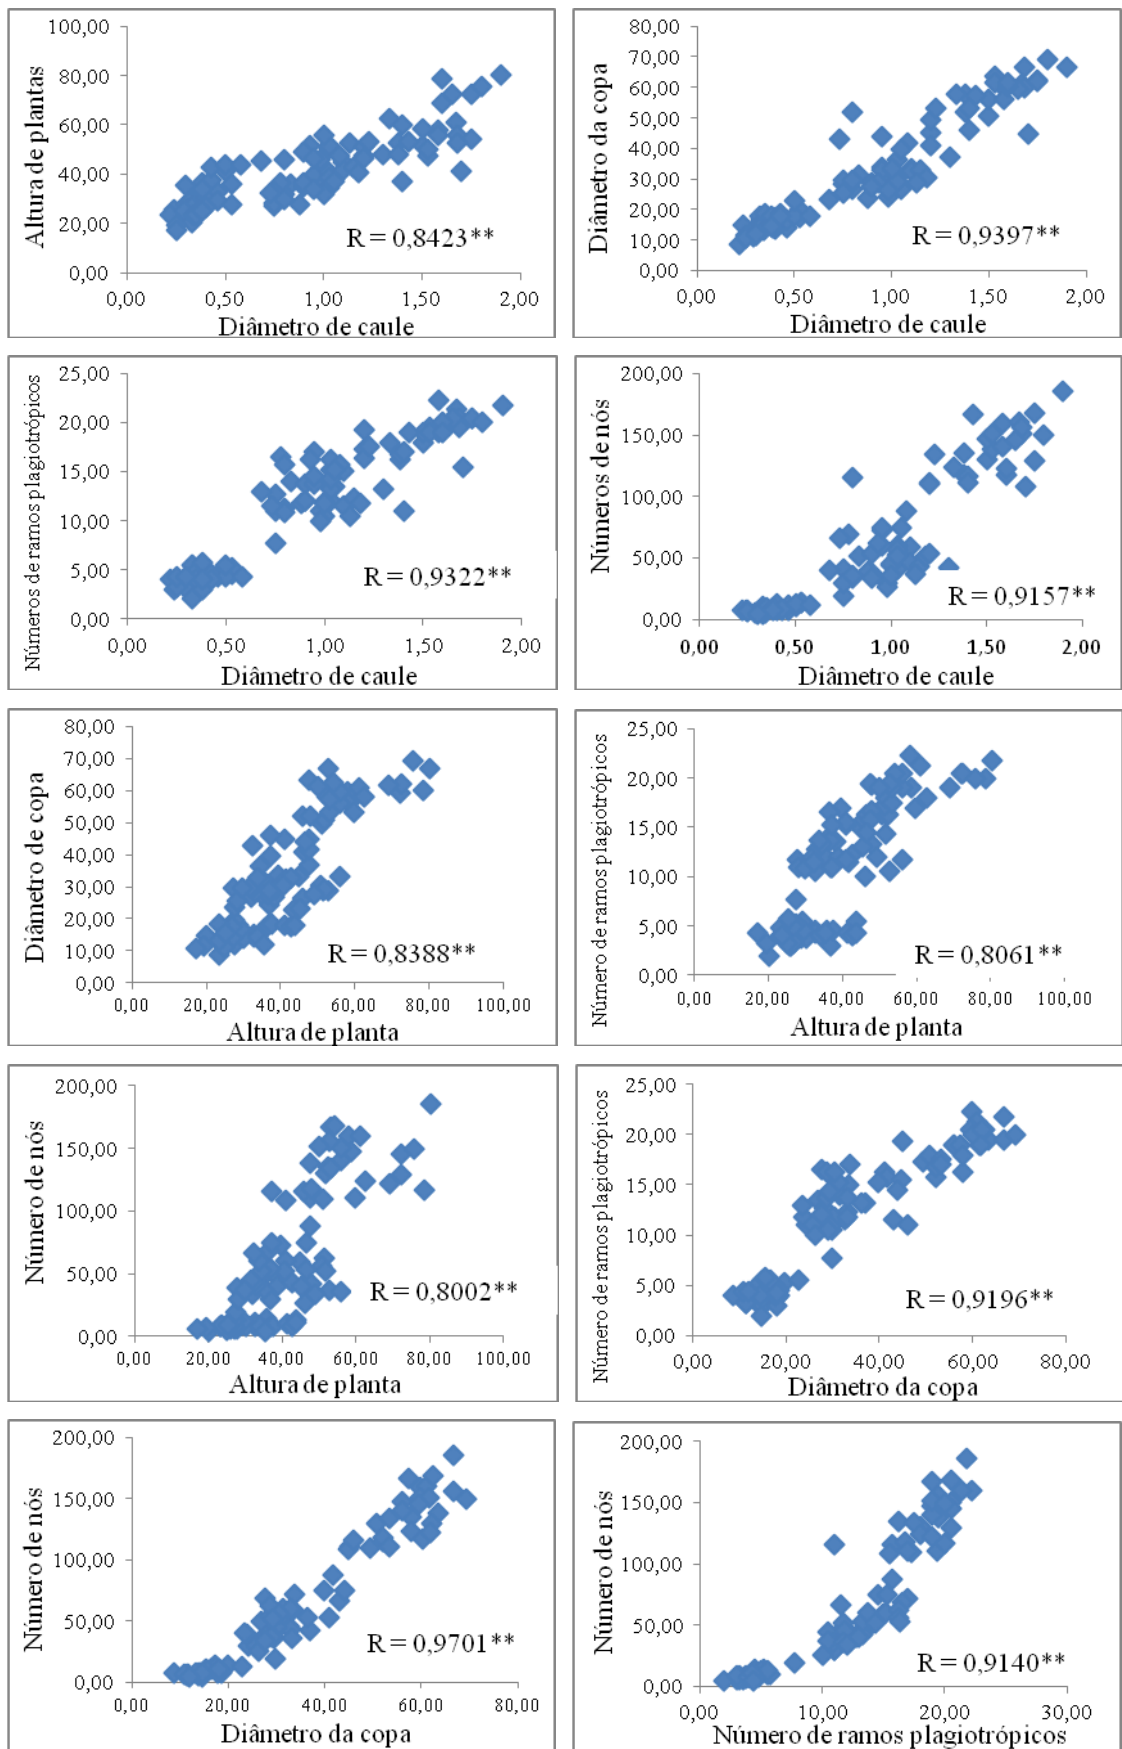 Altura de plantas
100,00
80,00
60,00
40,00
20,00
0,00
R = 0,8423**
0,00 0,50 1,00 1,50 2,00
Diâmetro de caule
Diâmetro da copa
80,00
70,00
60,00
50,00
40,00
30,00
20,00
10,00
0,00
R = 0,9397**
0,00 0,50 1,00 1,50 2,00
Diâmetro de caule
Números de ramos plagiotrópicos
25,00
20,00
15,00
10,00
5,00
0,00
R = 0,9322**
0,00 0,50 1,00 1,50 2,00
Diâmetro de caule
Números de nós
200,00
150,00
100,00
50,00
0,00
R = 0,9157**
0,00 0,50 1,00 1,50 2,00
Diâmetro de caule
Diâmetro de copa
80,00
70,00
60,00
50,00
40,00
30,00
20,00
10,00
0,00
R = 0,8388**
0,00 20,00 40,00 60,00 80,00 100,00
Altura de planta
Número de ramos plagiotrópicos
25,00
20,00
15,00
10,00
5,00
0,00
R = 0,8061**
0,00 20,00 40,00 60,00 80,00 100,00
Altura de planta
Número de nós
200,00
150,00
100,00
50,00
0,00
R = 0,8002**
0,00 20,00 40,00 60,00 80,00 100,00
Altura de planta
Número de ramos plagiotrópicos
25,00
20,00
15,00
10,00
5,00
0,00
R = 0,9196**
0,00 20,00 40,00 60,00 80,00
Diâmetro da copa
Número de nós
200,00
150,00
100,00
50,00
0,00
R = 0,9701**
0,00 20,00 40,00 60,00 80,00
Diâmetro da copa
Número de nós
200,00
150,00
100,00
50,00
0,00
R = 0,9140**
0,00 10,00 20,00 30,00
Número de ramos plagiotrópicos